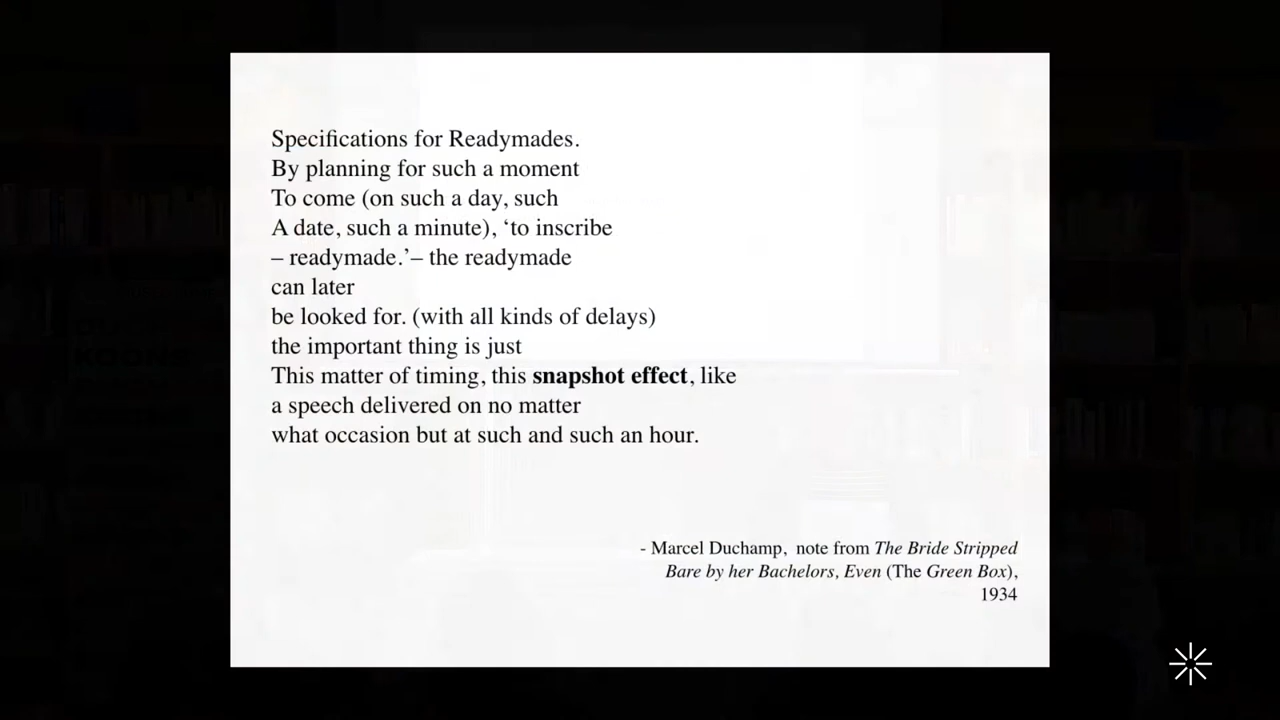 Specifications for Readymades.
By planning for such a moment
To come (on such a day, such
A date, such a minute), ‘to inscribe
– readymade.’– the readymade
can later
be looked for. (with all kinds of delays)
the important thing is just
This matter of timing, this snapshot effect, like
a speech delivered on no matter
what occasion but at such and such an hour.
- Marcel Duchamp, note from The Bride Stripped
Bare by her Bachelors, Even (The Green Box),
1934